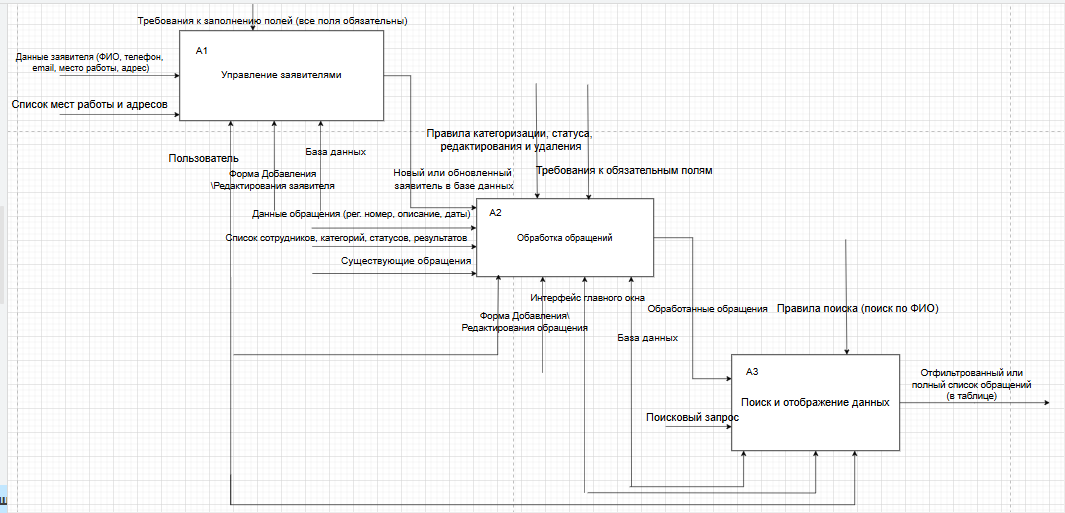 Требования к заполнению полей (все поля обязательны)
A1
Управление заявителями
Данные заявителя (ФИО, телефон,
email, место работы, адрес)
Список мест работы и адресов
Пользователь
Форма Добавления
\Редактирования заявителя
База данных
Правила категоризации, статуса,
редактирования и удаления
Требования к обязательным полям
Новый или обновленный
заявитель в базе данных
Данные обращения (рег. номер, описание, даты)
Список сотрудников, категорий, статусов, результатов
Существующие обращения
A2
Обработка обращений
Интерфейс главного окна
Форма Добавления\
Редактирования обращения
База данных
Обработанные обращения
Правила поиска (поиск по ФИО)
A3
Поиск и отображение данных
Поисковый запрос
Отфильтрованный или
полный список обращений
(в таблице)